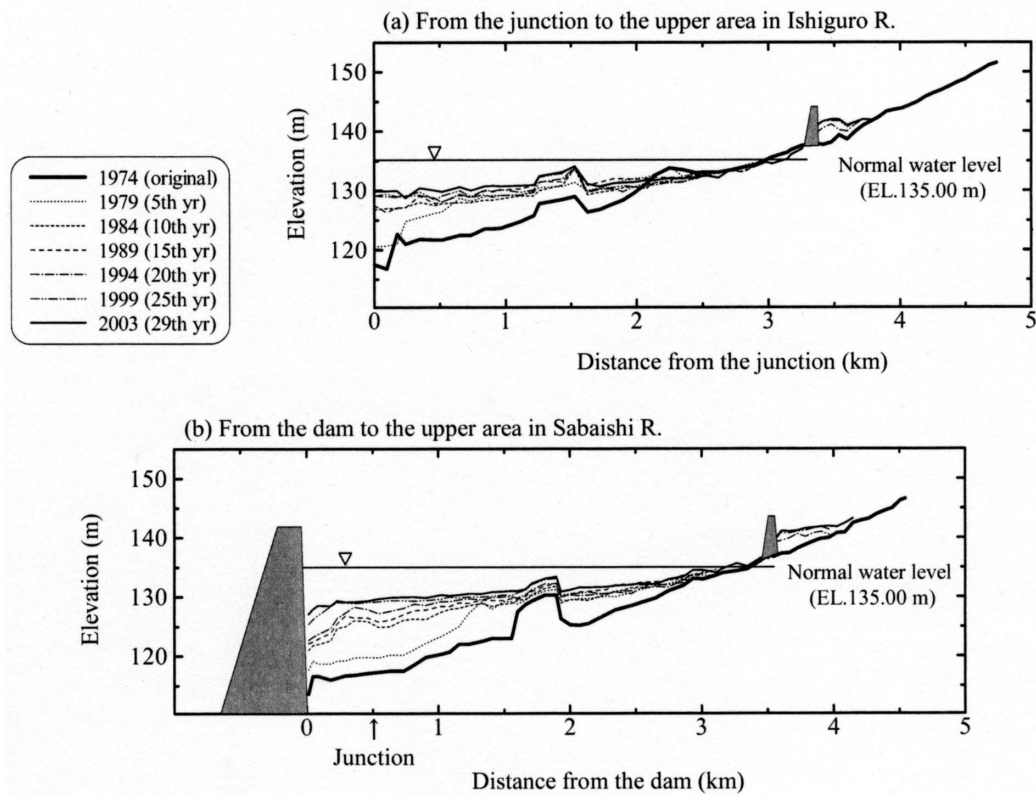 (a) From the junction to the upper area in Ishiguro R.
150
140
130
120
Elevation (m)
Normal water level
(EL.135.00 m)
0 1 2 3 4 5
Distance from the junction (km)
1974 (original)
1979 (5th yr)
1984 (10th yr)
1989 (15th yr)
1994 (20th yr)
1999 (25th yr)
2003 (29th yr)
(b) From the dam to the upper area in Sabaishi R.
150
140
130
120
Elevation (m)
Normal water level
(EL.135.00 m)
0 1 2 3 4 5
Junction
Distance from the dam (km)